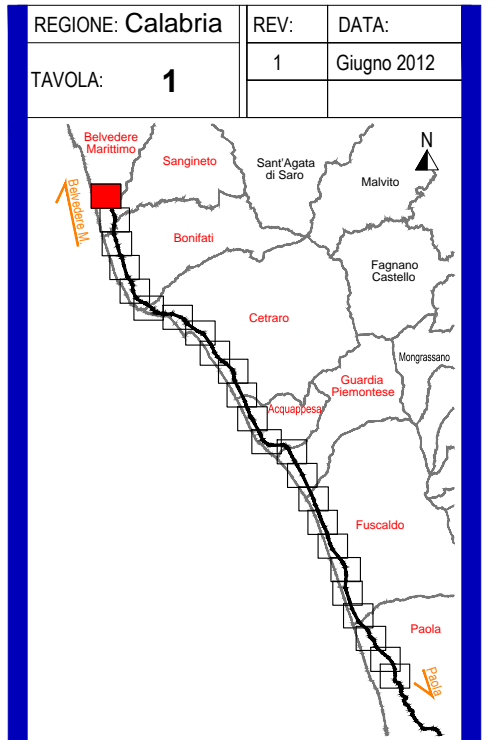 REGIONE: Calabria
REV:
DATA:
TAVOLA: 1
1
Giugno 2012
N
Belvedere
Marittimo
Sangineto
Sant'Agata
di Saro
Malvito
Belvedere M.
Bonifati
Fagnano
Castello
Cetraro
Mongrassano
Guardia
Piemontese
Acquappesa
Fuscaldo
Paola
Paola